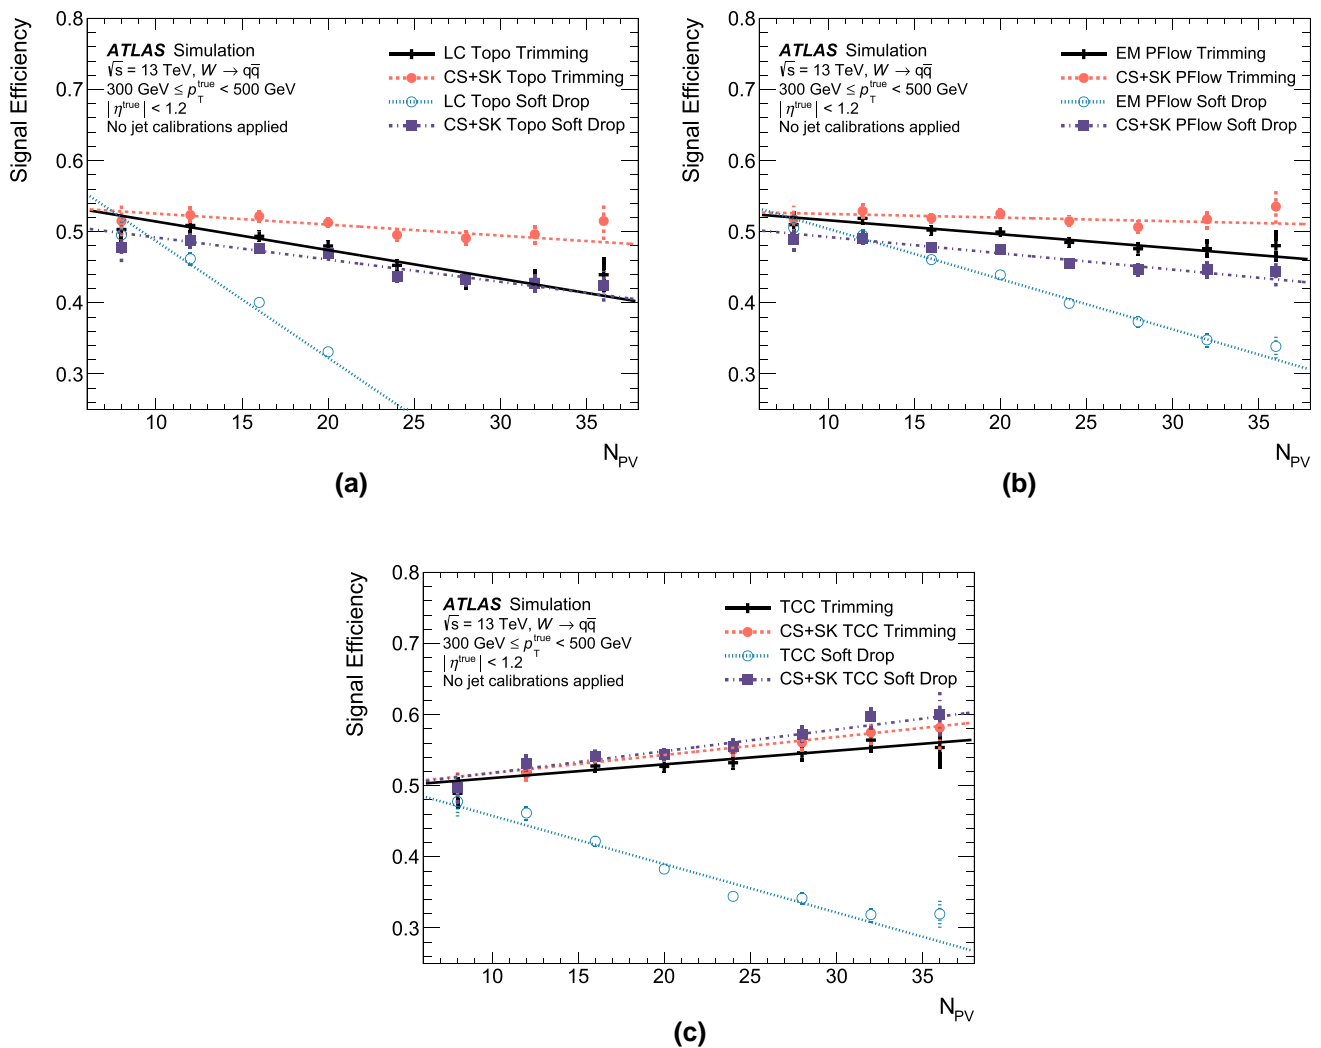 Signal Efficiency
0.8
0.7
0.6
0.5
0.4
0.3
ATLAS Simulation
√s = 13 TeV, W → qq̅
300 GeV ≤ p_T^true < 500 GeV
|η^true| < 1.2
No jet calibrations applied
LC Topo Trimming
CS+SK Topo Trimming
LC Topo Soft Drop
CS+SK Topo Soft Drop
10 15 20 25 30 35
N_PV
(a)
Signal Efficiency
0.8
0.7
0.6
0.5
0.4
0.3
ATLAS Simulation
√s = 13 TeV, W → qq̅
300 GeV ≤ p_T^true < 500 GeV
|η^true| < 1.2
No jet calibrations applied
EM PFlow Trimming
CS+SK PFlow Trimming
EM PFlow Soft Drop
CS+SK PFlow Soft Drop
10 15 20 25 30 35
N_PV
(b)
Signal Efficiency
0.8
0.7
0.6
0.5
0.4
0.3
ATLAS Simulation
√s = 13 TeV, W → qq̅
300 GeV ≤ p_T^true < 500 GeV
|η^true| < 1.2
No jet calibrations applied
TCC Trimming
CS+SK TCC Trimming
TCC Soft Drop
CS+SK TCC Soft Drop
10 15 20 25 30 35
N_PV
(c)